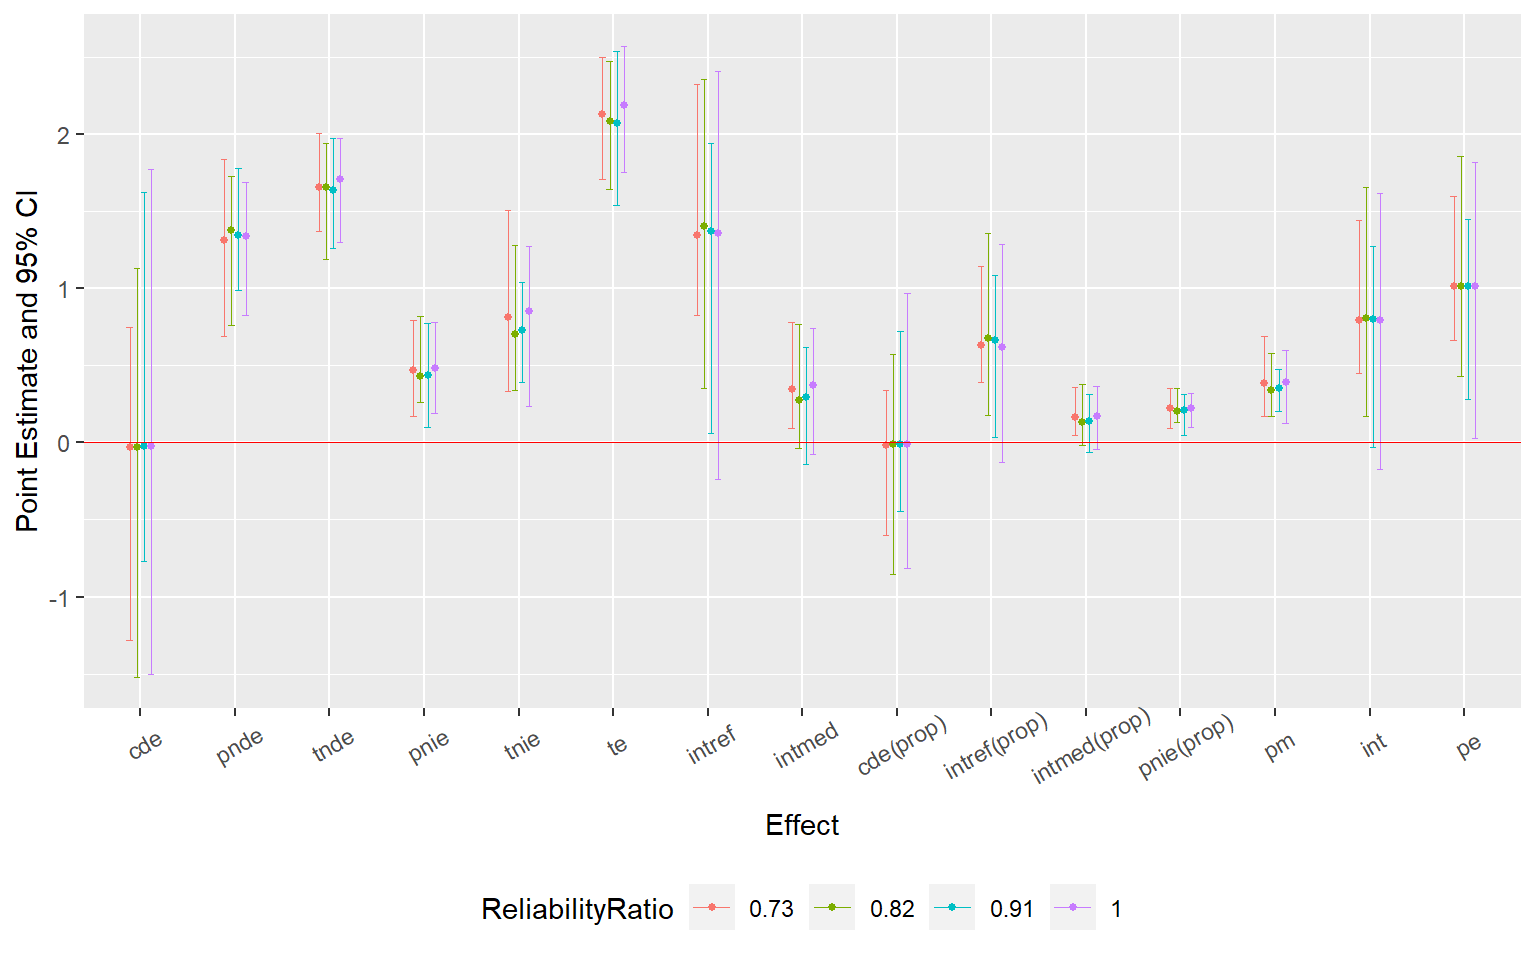 Point Estimate and 95% CI
2
1
0
-1
cde
pnde
tnde
pnie
tnie
te
intref
intmed
cde(prop)
intref(prop)
intmed(prop)
pnie(prop)
pm
int
pe
Effect
ReliabilityRatio 0.73 0.82 0.91 1